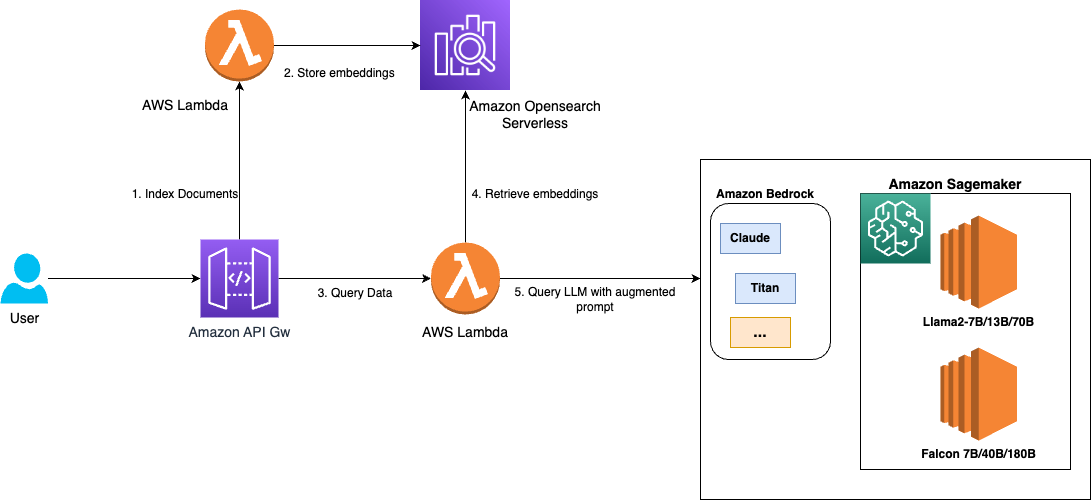 AWS Lambda
2. Store embeddings
Amazon Opensearch
Serverless
1. Index Documents
4. Retrieve embeddings
User
Amazon API Gw
3. Query Data
AWS Lambda
5. Query LLM with augmented
prompt
Amazon Bedrock
Claude
Titan
...
Amazon Sagemaker
Llama2-7B/13B/70B
Falcon 7B/40B/180B